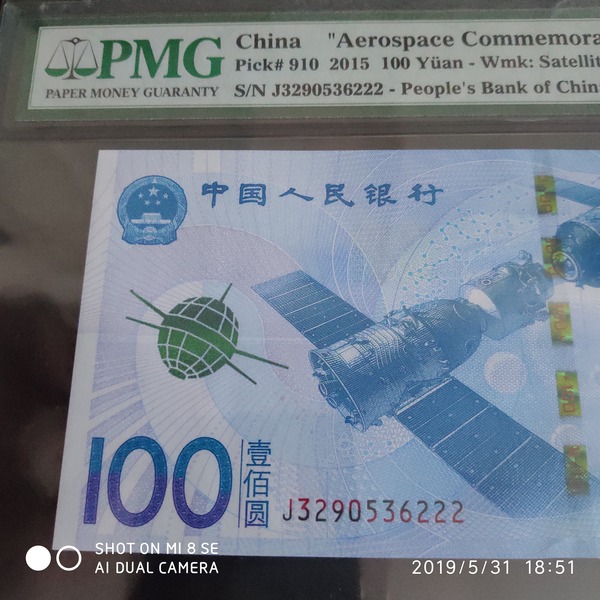 PMG
PAPER MONEY GUARANTY
China "Aerospace Commemora
Pick# 910 2015 100 Yüan - Wmk: Satellit
S/N J3290536222 - People's Bank of Chin
中国人民银行
100
壹佰圆
J3290536222
SHOT ON MI 8 SE
AI DUAL CAMERA
2019/5/31 18:51